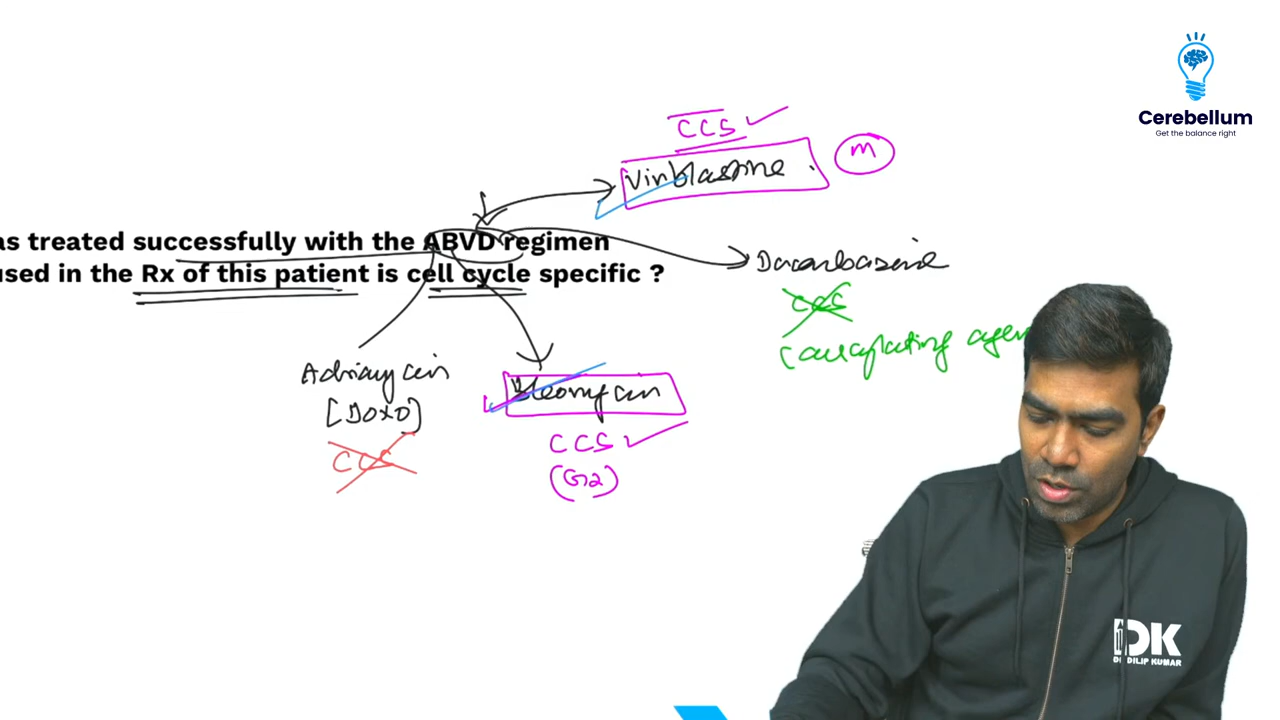 Cerebellum
Get the balance right
CCS
Vinblastine
M
as treated successfully with the ABVD regimen
used in the Rx of this patient is cell cycle specific ?
Dacarbazine
CCS
agen
Adriamycin
[DOXO]
CCS
Bleomycin
CCS
(G2)
DK
DR DILIP KUMAR